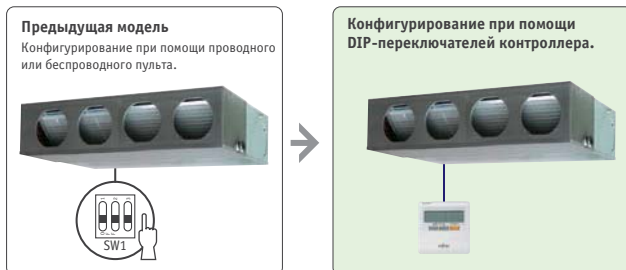 Предыдущая модель
Конфигурирование при помощи проводного
или беспроводного пульта.
SW1
Конфигурирование при помощи
DIP-переключателей контроллера.